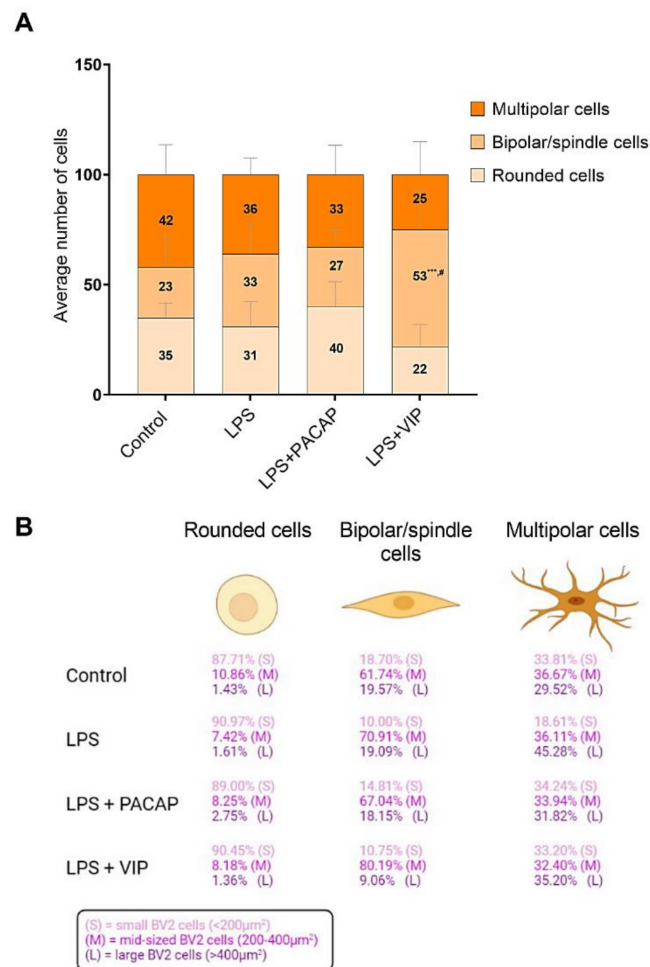 A
150
100
50
0
Average number of cells
42
23
35
36
33
31
33
27
40
25
53***,#
22
Control
LPS
LPS+PACAP
LPS+VIP
Multipolar cells
Bipolar/spindle cells
Rounded cells
B
Rounded cells
Bipolar/spindle
cells
Multipolar cells
Control
87.71% (S)
10.86% (M)
1.43% (L)
18.70% (S)
61.74% (M)
19.57% (L)
33.81% (S)
36.67% (M)
29.52% (L)
LPS
90.97% (S)
7.42% (M)
1.61% (L)
10.00% (S)
70.91% (M)
19.09% (L)
18.61% (S)
36.11% (M)
45.28% (L)
LPS + PACAP
89.00% (S)
8.25% (M)
2.75% (L)
14.81% (S)
67.04% (M)
18.15% (L)
34.24% (S)
33.94% (M)
31.82% (L)
LPS + VIP
90.45% (S)
8.18% (M)
1.36% (L)
10.75% (S)
80.19% (M)
9.06% (L)
33.20% (S)
32.40% (M)
35.20% (L)
(S) = small BV2 cells (<200µm²)
(M) = mid-sized BV2 cells (200-400µm²)
(L) = large BV2 cells (>400µm²)